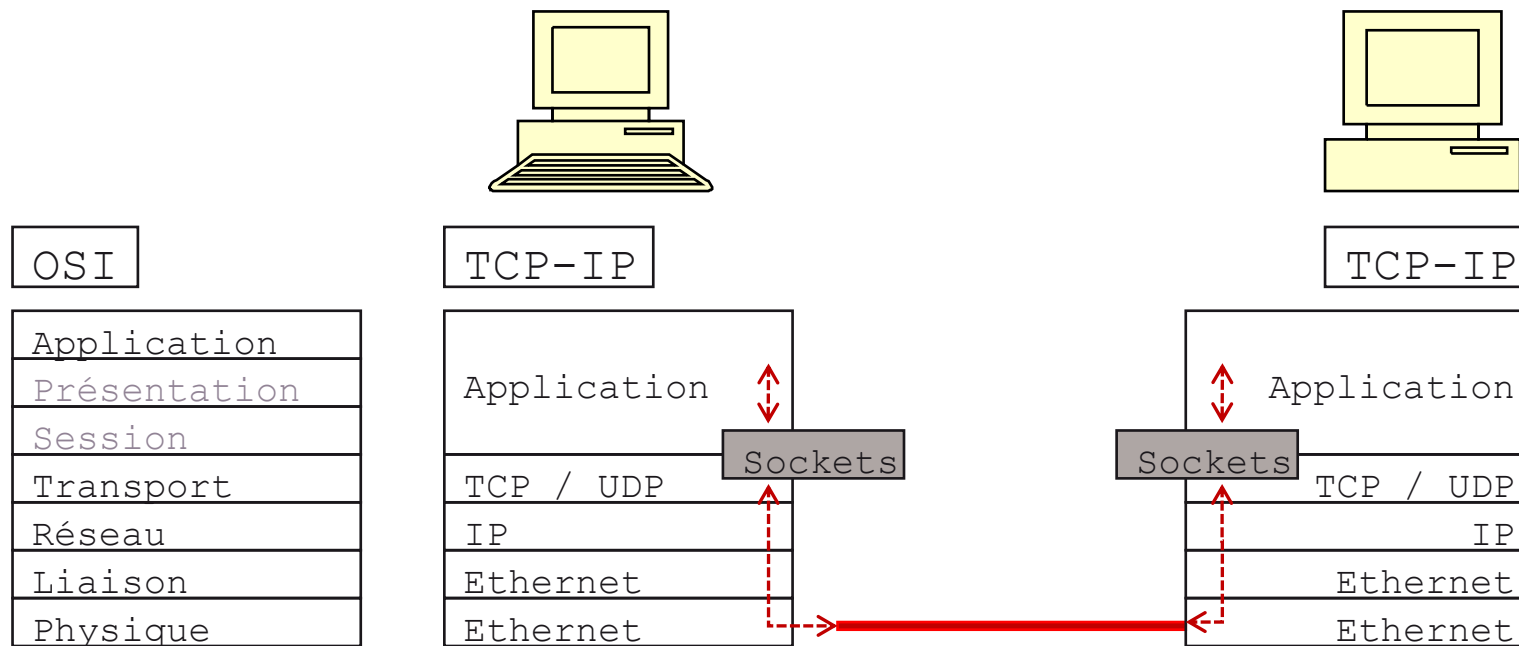 OSI
TCP-IP
TCP-IP
Application
Présentation
Session
Transport
Réseau
Liaison
Physique
Application
Sockets
TCP / UDP
IP
Ethernet
Ethernet
Application
Sockets
TCP / UDP
IP
Ethernet
Ethernet